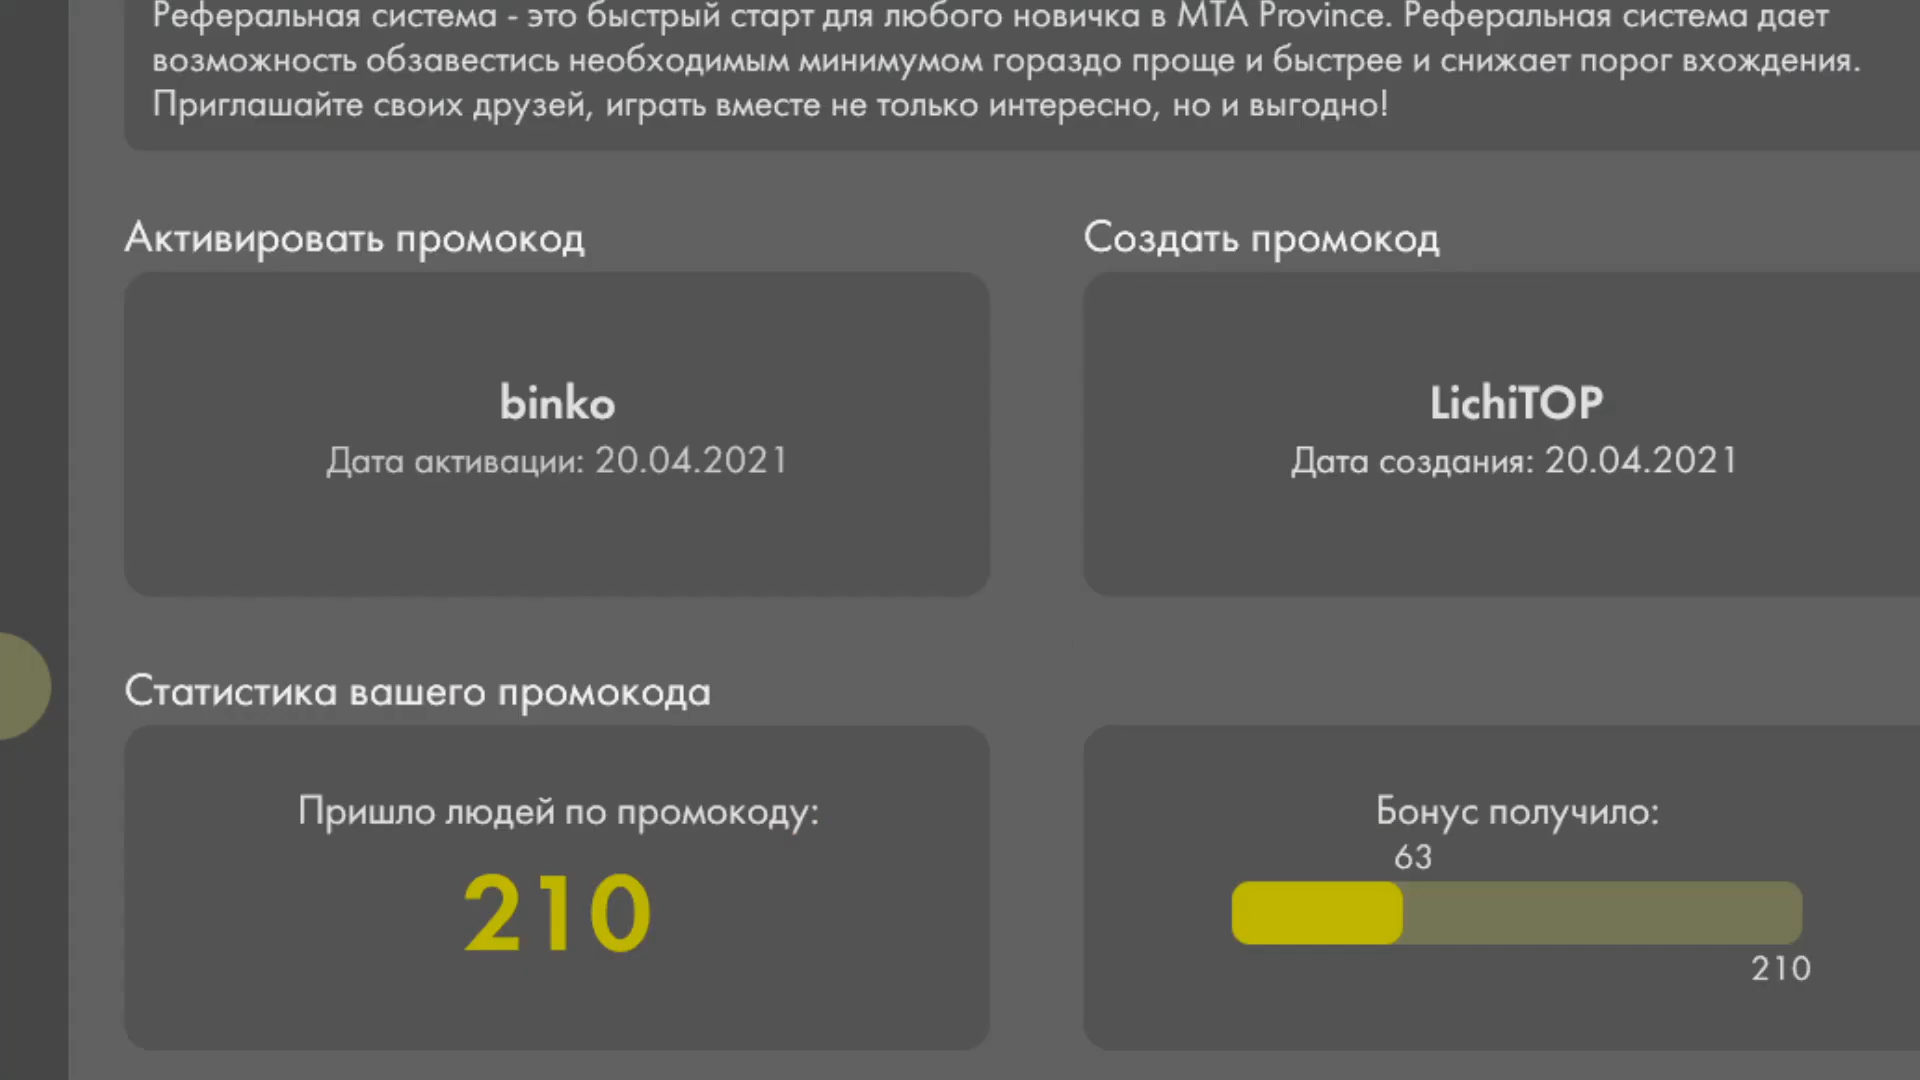 Реферальная система - это быстрый старт для любого новичка в MTA Province. Реферальная система дает
возможность обзавестись необходимым минимумом гораздо проще и быстрее и снижает порог вхождения.
Приглашайте своих друзей, играть вместе не только интересно, но и выгодно!
Активировать промокод
Создать промокод
binko
Дата активации: 20.04.2021
LichiTOP
Дата создания: 20.04.2021
Статистика вашего промокода
Пришло людей по промокоду:
210
Бонус получило:
63
210